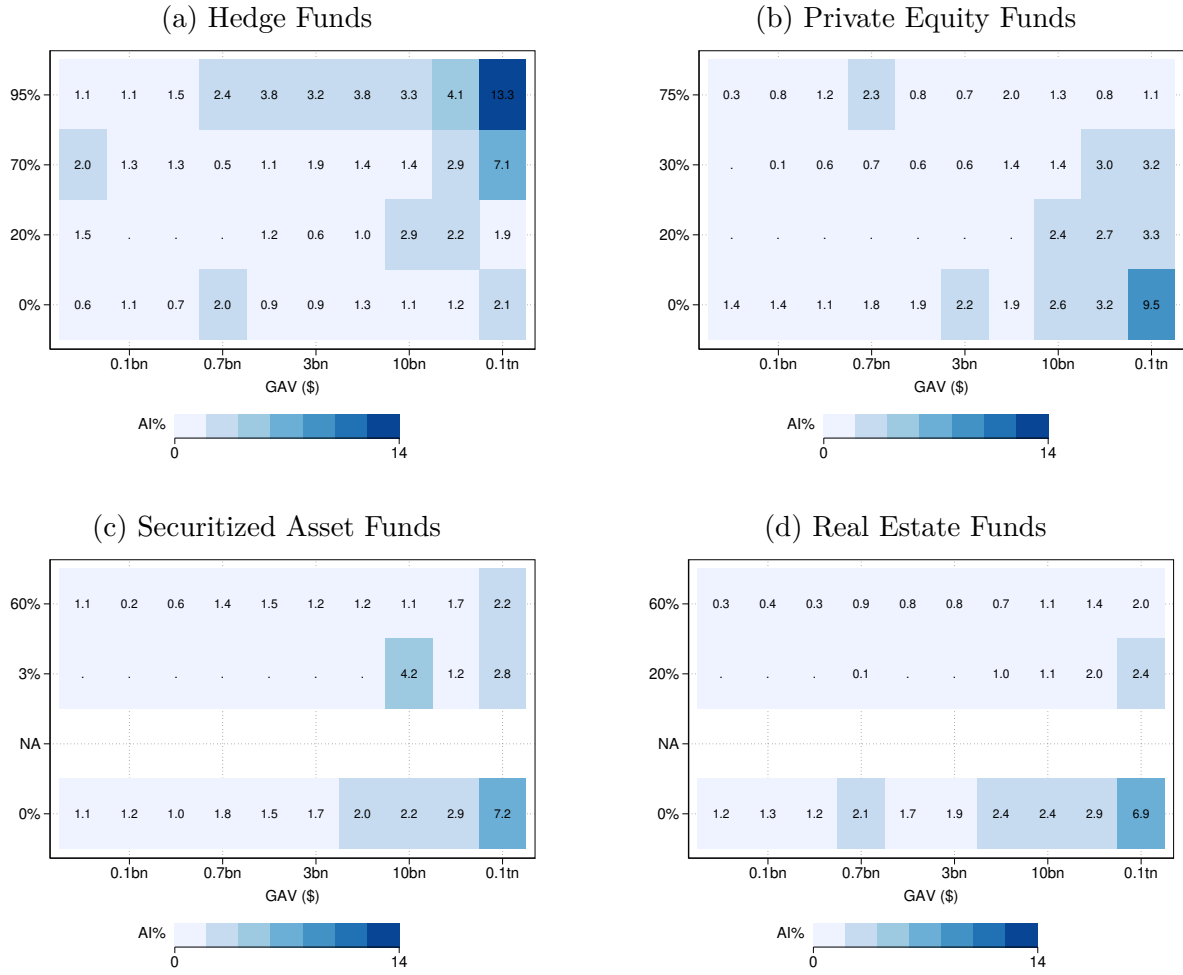 (a) Hedge Funds
95% 1.1 1.1 1.5 2.4 3.8 3.2 3.8 3.3 4.1 13.3
70% 2.0 1.3 1.3 0.5 1.1 1.9 1.4 1.4 2.9 7.1
20% 1.5 . . . 1.2 0.6 1.0 2.9 2.2 1.9
0% 0.6 1.1 0.7 2.0 0.9 0.9 1.3 1.1 1.2 2.1
0.1bn 0.7bn 3bn 10bn 0.1tn
GAV ($)
AI%
0 14
(b) Private Equity Funds
75% 0.3 0.8 1.2 2.3 0.8 0.7 2.0 1.3 0.8 1.1
30% . 0.1 0.6 0.7 0.6 0.6 1.4 1.4 3.0 3.2
20% . . . . . . . 2.4 2.7 3.3
0% 1.4 1.4 1.1 1.8 1.9 2.2 1.9 2.6 3.2 9.5
0.1bn 0.7bn 3bn 10bn 0.1tn
GAV ($)
AI%
0 14
(c) Securitized Asset Funds
60% 1.1 0.2 0.6 1.4 1.5 1.2 1.2 1.1 1.7 2.2
3% . . . . . . . 4.2 1.2 2.8
NA
0% 1.1 1.2 1.0 1.8 1.5 1.7 2.0 2.2 2.9 7.2
0.1bn 0.7bn 3bn 10bn 0.1tn
GAV ($)
AI%
0 14
(d) Real Estate Funds
60% 0.3 0.4 0.3 0.9 0.8 0.8 0.7 1.1 1.4 2.0
20% . . . 0.1 . . 1.0 1.1 2.0 2.4
NA
0% 1.2 1.3 1.2 2.1 1.7 1.9 2.4 2.4 2.9 6.9
0.1bn 0.7bn 3bn 10bn 0.1tn
GAV ($)
AI%
0 14